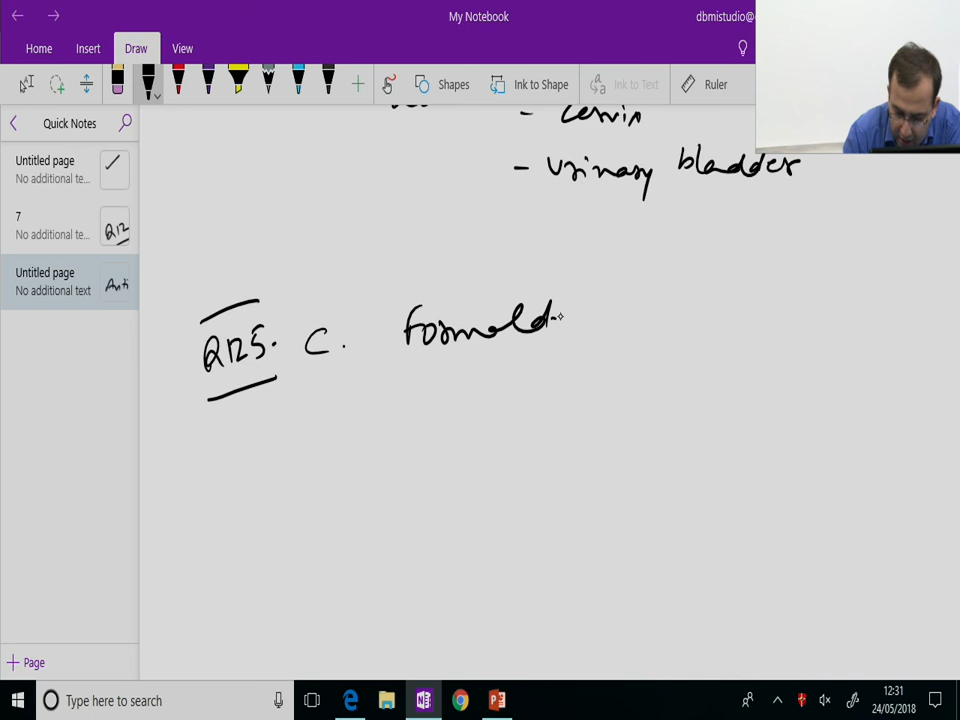 My Notebook
dbmistudio@
Home Insert Draw View
Shapes Ink to Shape Ink to Text Ruler
Quick Notes
Untitled page
No additional te...
7
No additional te...
Q12
Untitled page
No additional text
Anti
- Cervix
- Urinary bladder
Q125. C. Formald
+ Page
Type here to search
12:31
24/05/2018